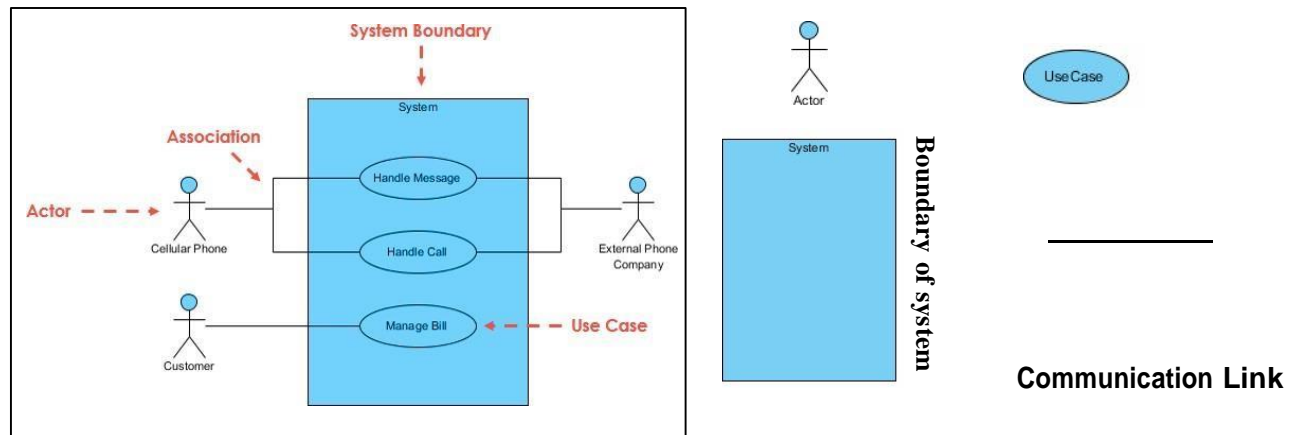 System Boundary
System
Association
Handle Message
Actor
Cellular Phone
Handle Call
External Phone
Company
Manage Bill
Use Case
Customer
Actor
UseCase
System
Boundary of system
Communication Link